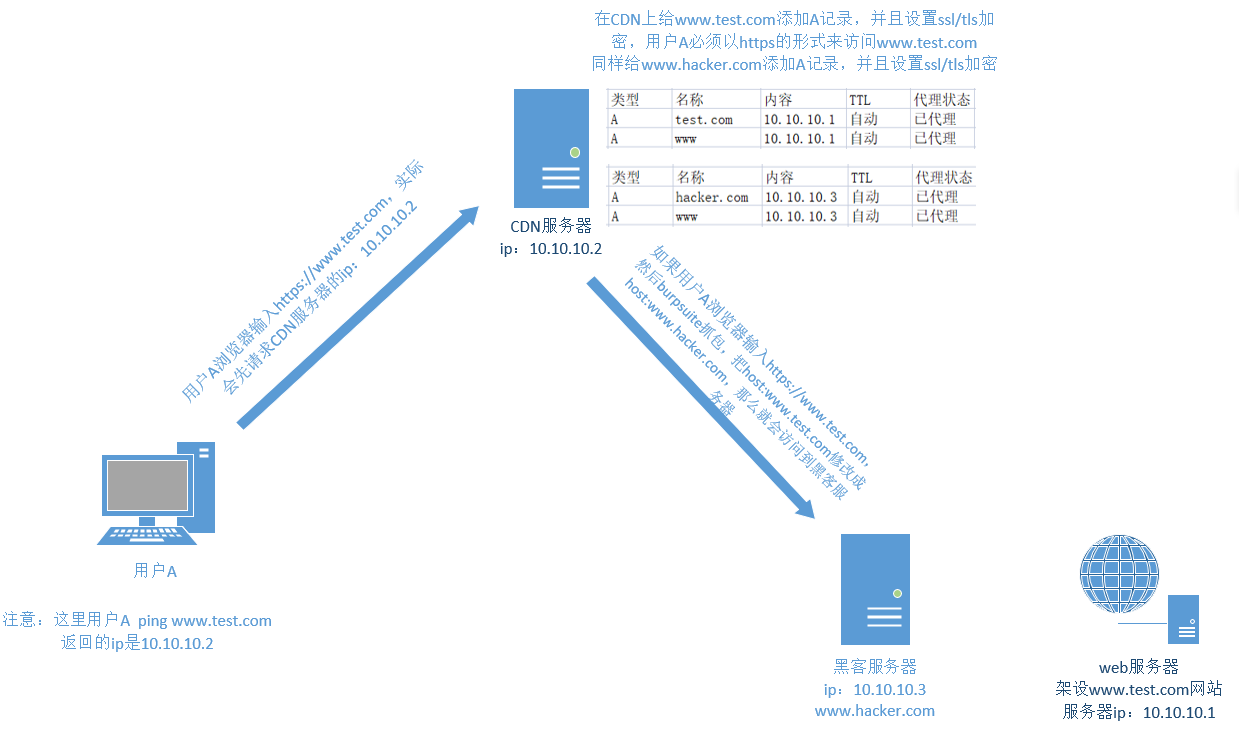 在CDN上给www.test.com添加A记录，并且设置ssl/tls加
密，用户A必须以https的形式来访问www.test.com
同样给www.hacker.com添加A记录，并且设置ssl/tls加密
类型 名称 内容 TTL 代理状态
A test.com 10.10.10.1 自动 已代理
A www 10.10.10.1 自动 已代理
类型 名称 内容 TTL 代理状态
A hacker.com 10.10.10.3 自动 已代理
A www 10.10.10.3 自动 已代理
CDN服务器
ip：10.10.10.2
用户A浏览器输入https://www.test.com，实际
会先请求CDN服务器的ip：10.10.10.2
如果用户A浏览器输入https://www.test.com，
然后burpsuite抓包，把host:www.test.com修改成
host:www.hacker.com，那么就会访问到黑客服
务器
用户A
注意：这里用户A ping www.test.com
返回的ip是10.10.10.2
黑客服务器
ip：10.10.10.3
www.hacker.com
web服务器
架设www.test.com网站
服务器ip：10.10.10.1